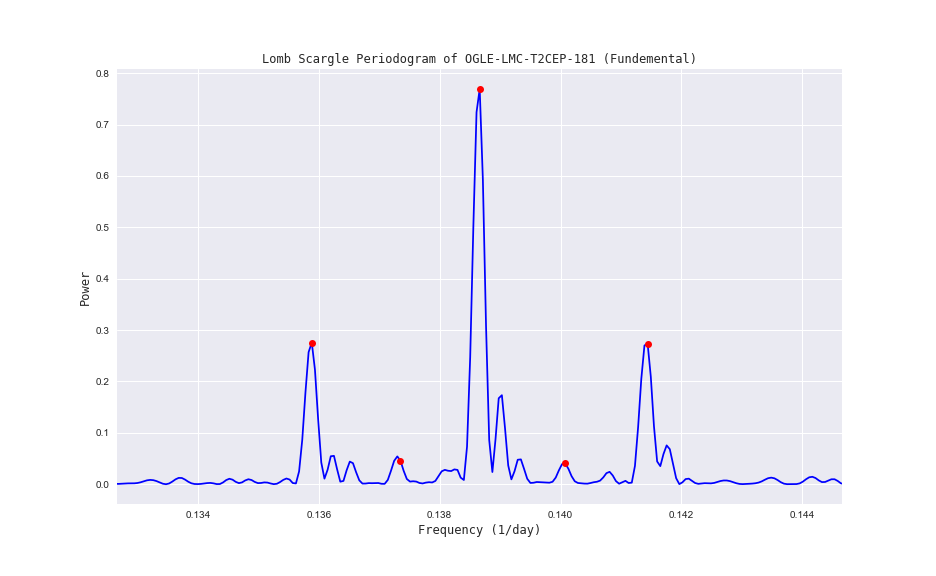 Lomb Scargle Periodogram of OGLE-LMC-T2CEP-181 (Fundemental)
0.8
0.7
0.6
0.5
0.4
0.3
0.2
0.1
0.0
Power
0.134 0.136 0.138 0.140 0.142 0.144
Frequency (1/day)